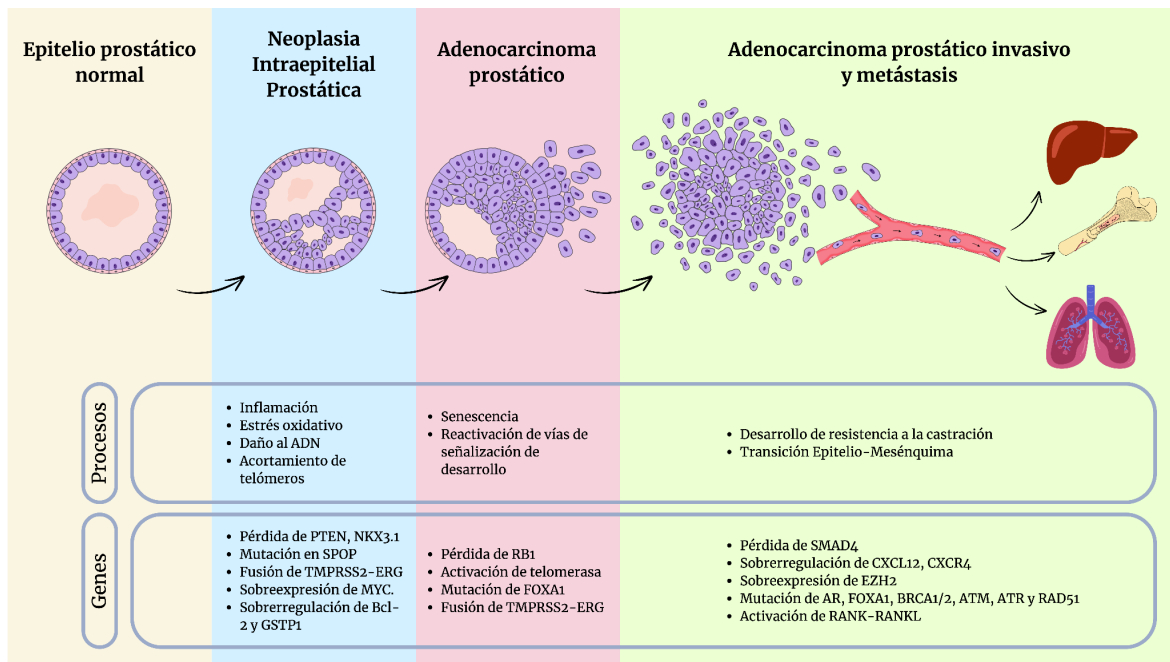 Epitelio prostático
normal
Neoplasia
Intraepitelial
Prostática
Adenocarcinoma
prostático
Adenocarcinoma prostático invasivo
y metástasis
Procesos
• Inflamación
• Estrés oxidativo
• Daño al ADN
• Acortamiento de
telómeros
• Senescencia
• Reactivación de vías de
señalización de
desarrollo
• Desarrollo de resistencia a la castración
• Transición Epitelio-Mesénquima
Genes
• Pérdida de PTEN, NKX3.1
• Mutación en SPOP
• Fusión de TMPRSS2-ERG
• Sobreexpresión de MYC.
• Sobrerregulación de Bcl-
2 y GSTP1
• Pérdida de RB1
• Activación de telomerasa
• Mutación de FOXA1
• Fusión de TMPRSS2-ERG
• Pérdida de SMAD4
• Sobrerregulación de CXCL12, CXCR4
• Sobreexpresión de EZH2
• Mutación de AR, FOXA1, BRCA1/2, ATM, ATR y RAD51
• Activación de RANK-RANKL